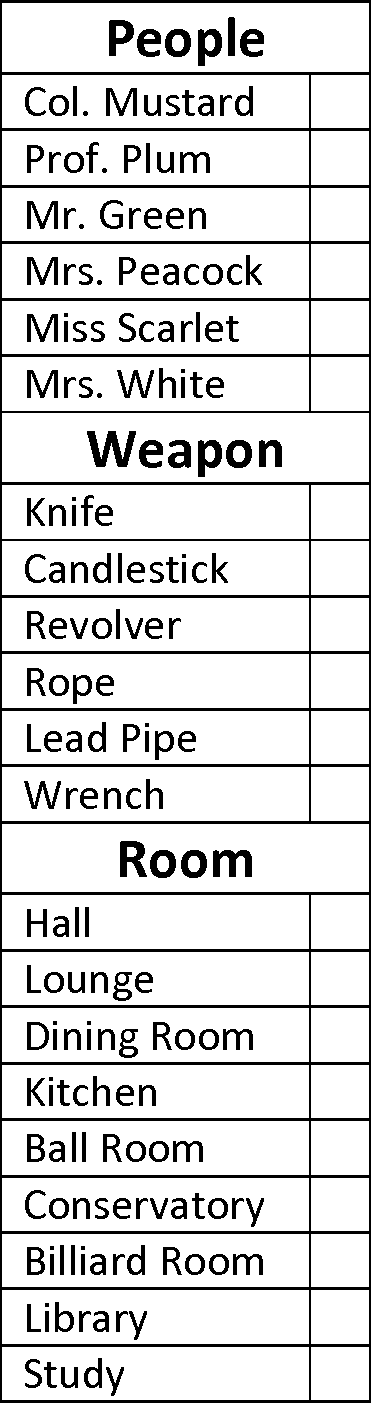 People
Col. Mustard
Prof. Plum
Mr. Green
Mrs. Peacock
Miss Scarlet
Mrs. White
Weapon
Knife
Candlestick
Revolver
Rope
Lead Pipe
Wrench
Room
Hall
Lounge
Dining Room
Kitchen
Ball Room
Conservatory
Billiard Room
Library
Study